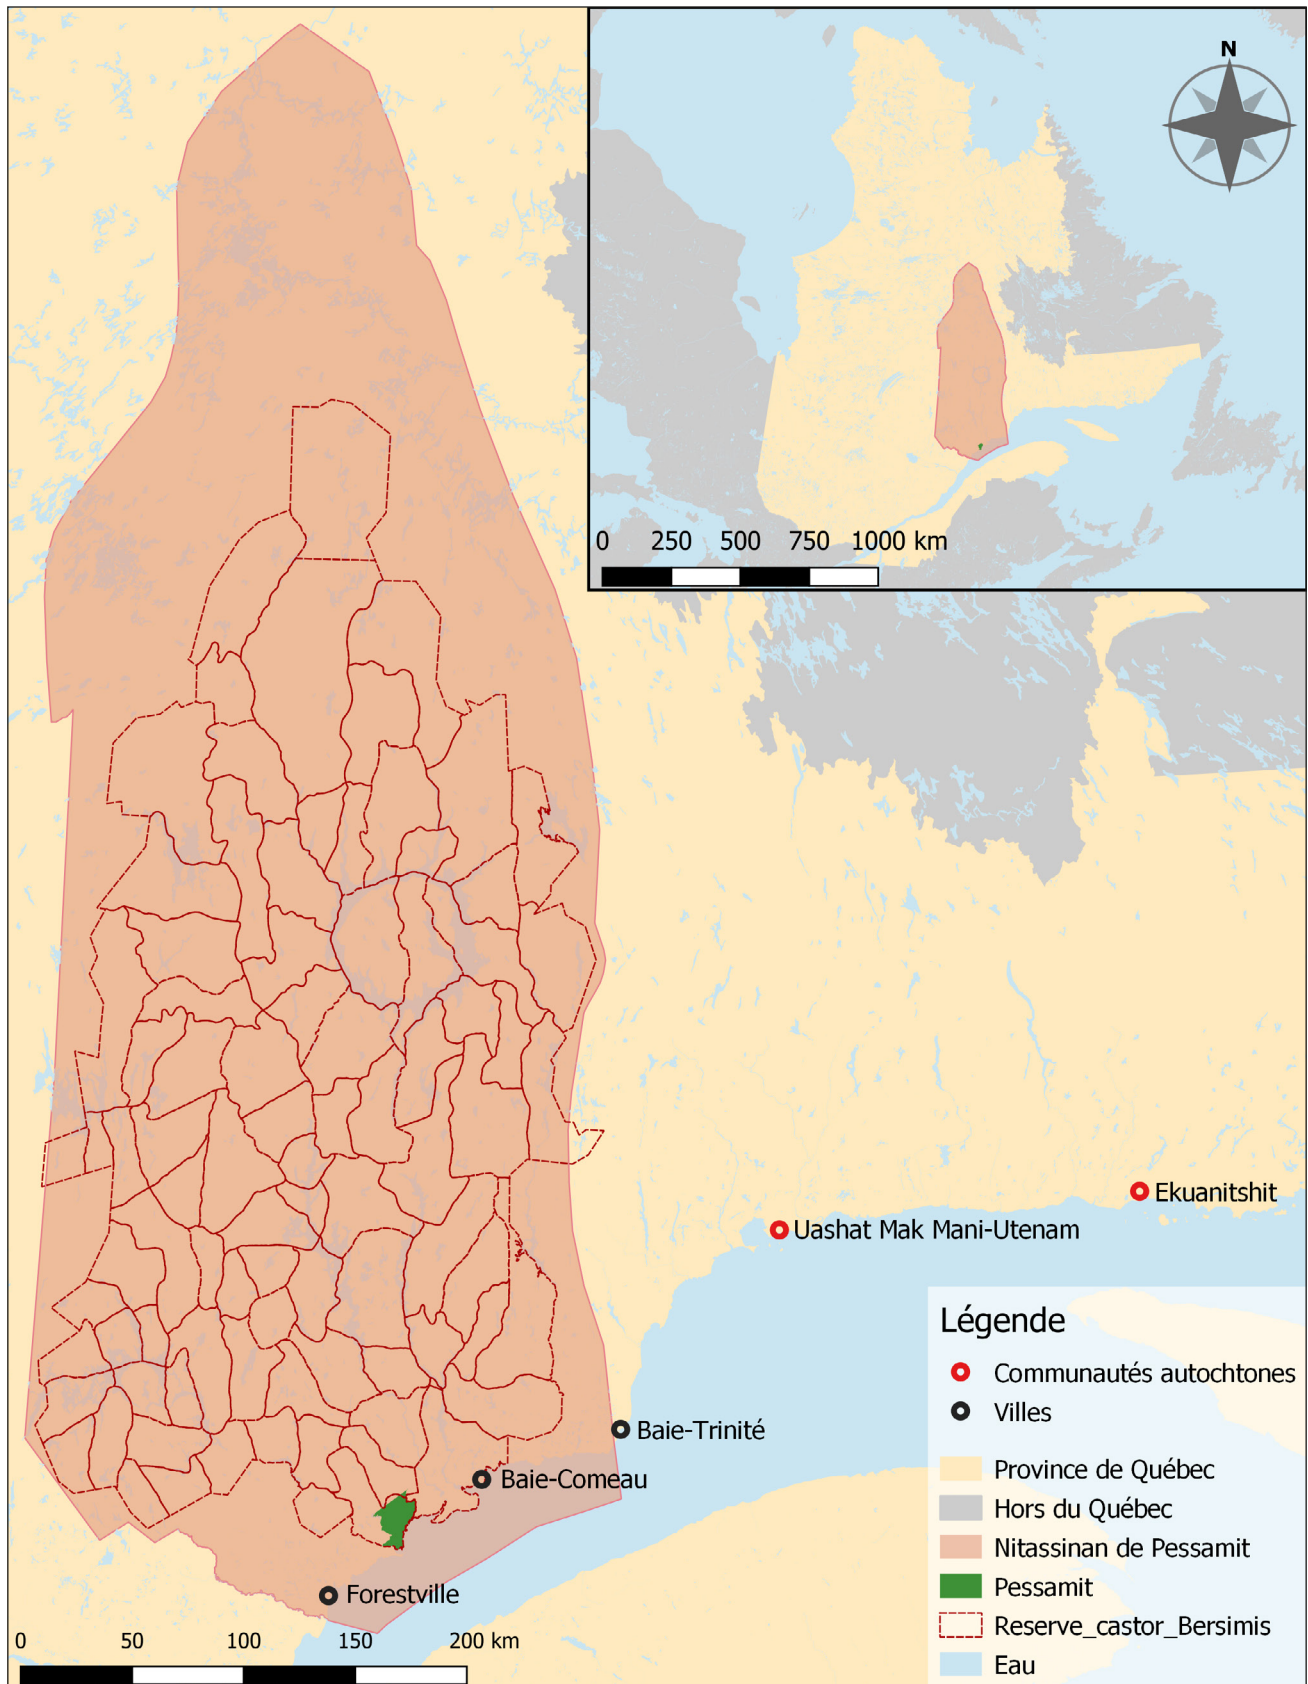 N
0 250 500 750 1000 km
Ekuanitshit
Uashat Mak Mani-Utenam
Baie-Trinité
Baie-Comeau
Forestville
0 50 100 150 200 km
Légende
Communautés autochtones
Villes
Province de Québec
Hors du Québec
Nitassinan de Pessamit
Pessamit
Reserve_castor_Bersimis
Eau